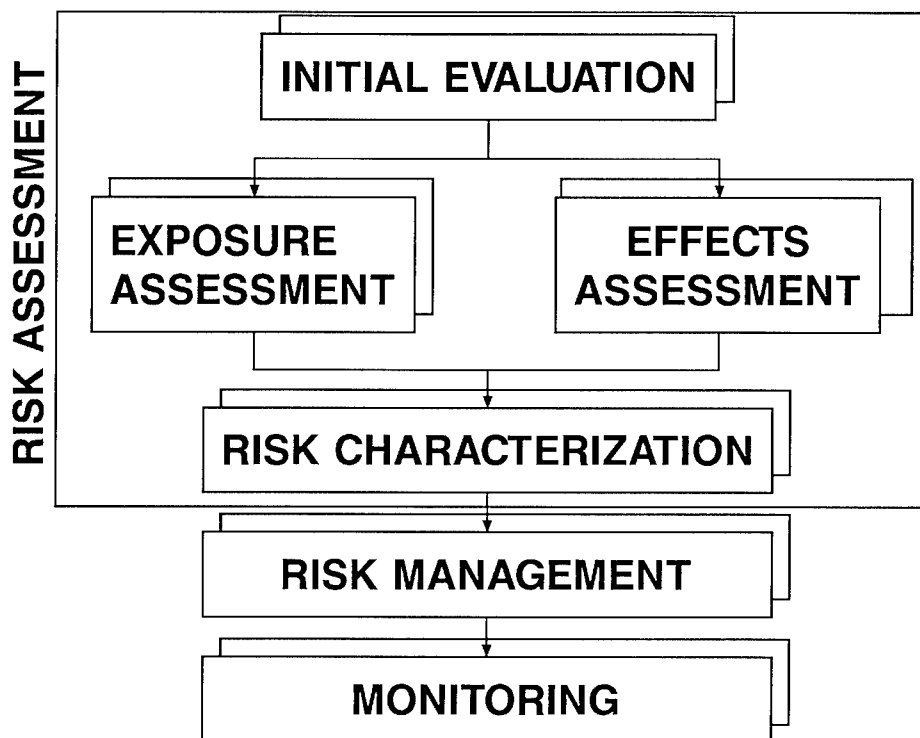 RISK ASSESSMENT
INITIAL EVALUATION
EXPOSURE
ASSESSMENT
EFFECTS
ASSESSMENT
RISK CHARACTERIZATION
RISK MANAGEMENT
MONITORING